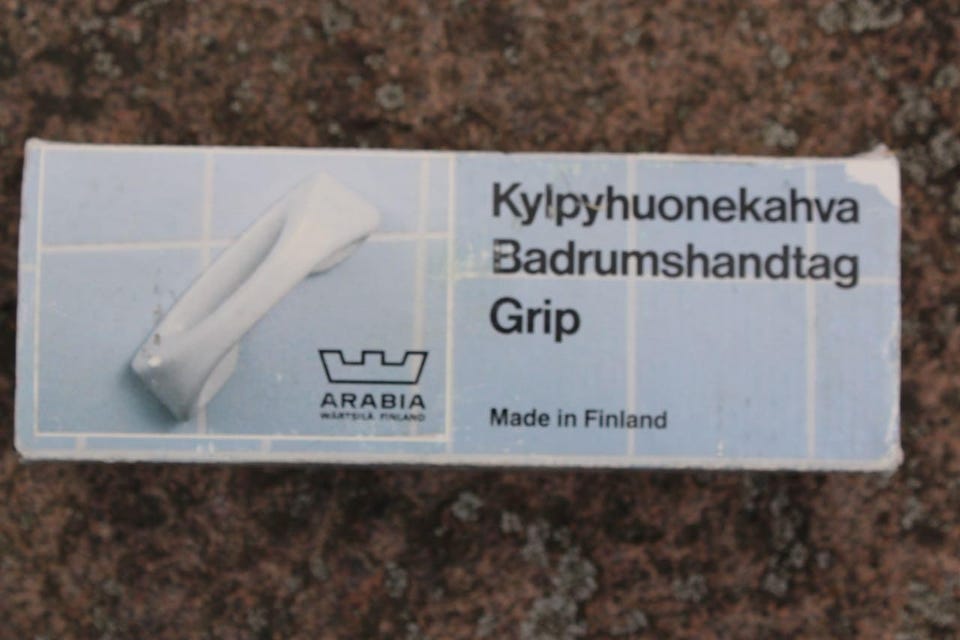 Kylpyhuonekahva
Badrumshandtag
Grip
ARABIA
WÄRTSILÄ FINLAND
Made in Finland